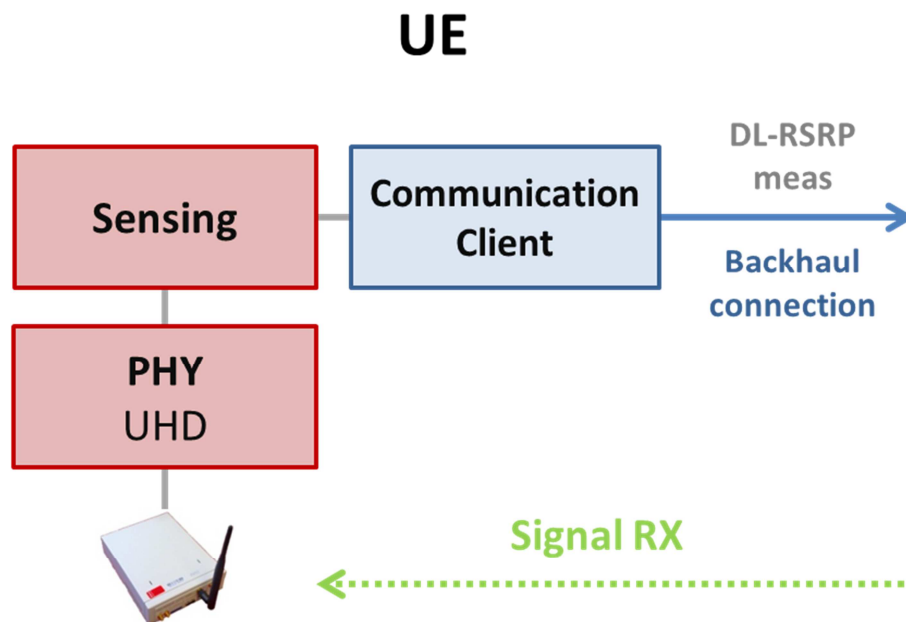 UE
DL-RSRP
meas
Sensing
Communication
Client
Backhaul
connection
PHY
UHD
Signal RX